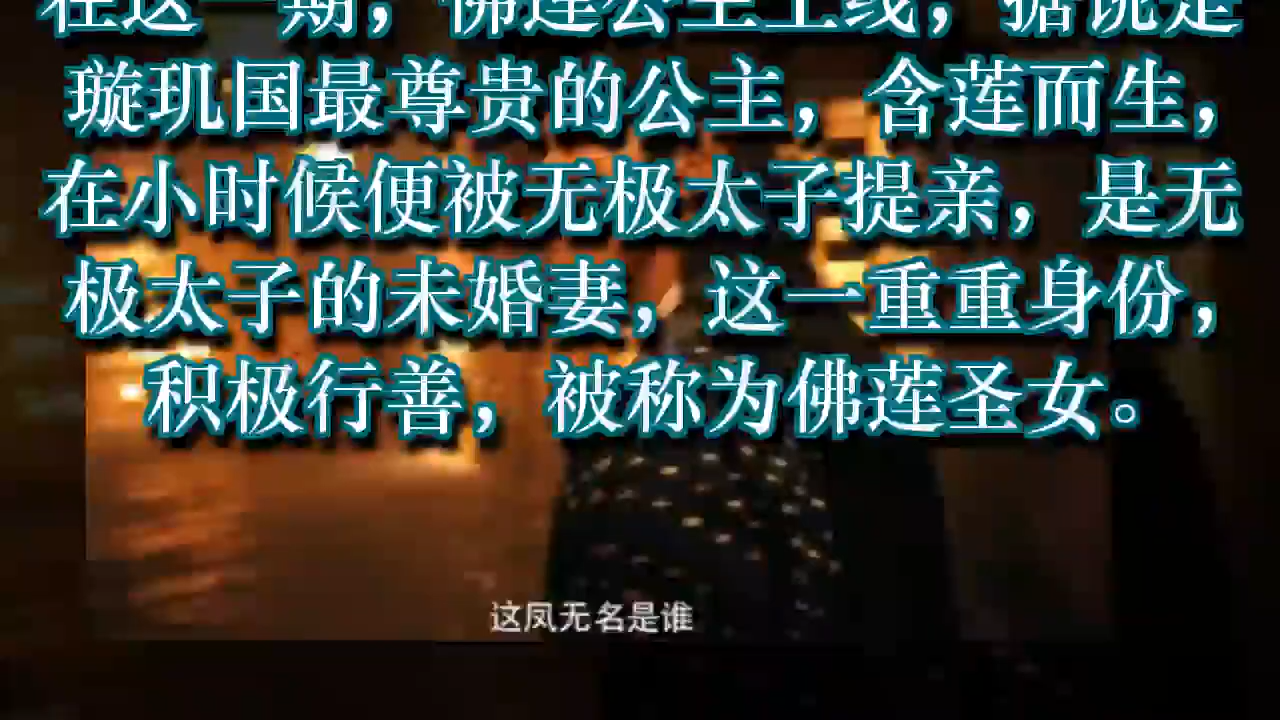 在这一期，佛莲公主上线，据说是
璇玑国最尊贵的公主，含莲而生，
在小时候便被无极太子提亲，是无
极太子的未婚妻，这一重重身份，
积极行善，被称为佛莲圣女。
这凤无名是谁